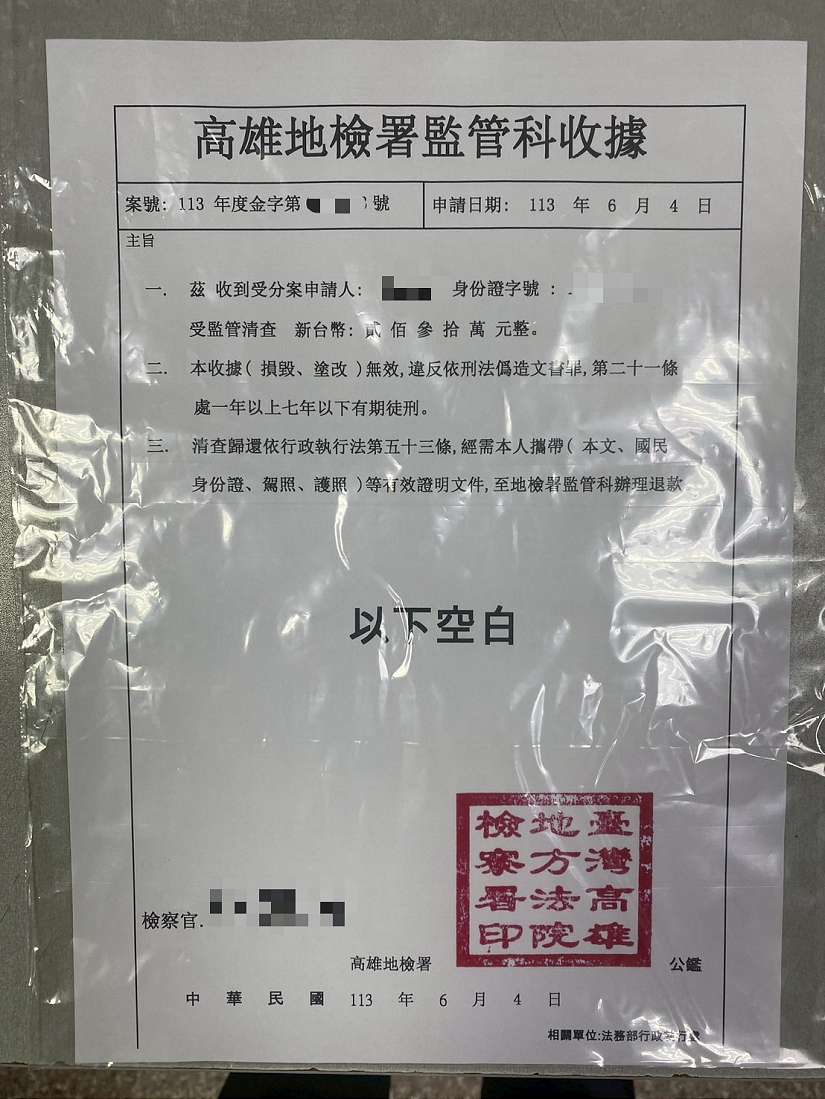 高雄地檢署監管科收據
案號: 113 年度金字第 號
申請日期: 113 年 6 月 4 日
主旨
一. 茲 收到受分案申請人: 身份證字號 :
受監管清查 新台幣: 貳 佰 參 拾 萬 元整。
二. 本收據( 損毀、塗改 )無效,違反依刑法偽造文書罪,第二十一條
處一年以上七年以下有期徒刑。
三. 清查歸還依行政執行法第五十三條,經需本人攜帶( 本文、國民
身份證、駕照、護照 )等有效證明文件,至地檢署監管科辦理退款
以下空白
臺灣高雄
地方法院
檢察署印
檢察官.
高雄地檢署
公鑑
中 華 民 國 113 年 6 月 4 日
相關單位:法務部行政執行署